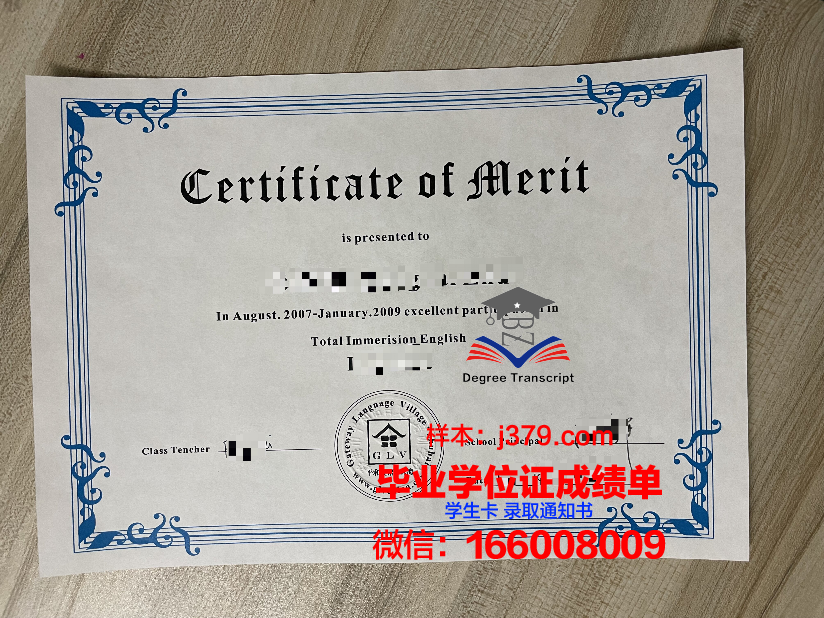 Certificate of Merit
is presented to
In August. 2007-January.2009 excellent in
Total Immerision English
BZ
Degree Transcript
Gateway Language Village
GLV
Class Tencher
School Principal
样本：j379.com
毕业学位证成绩单
学生卡 录取通知书
微信：166008009